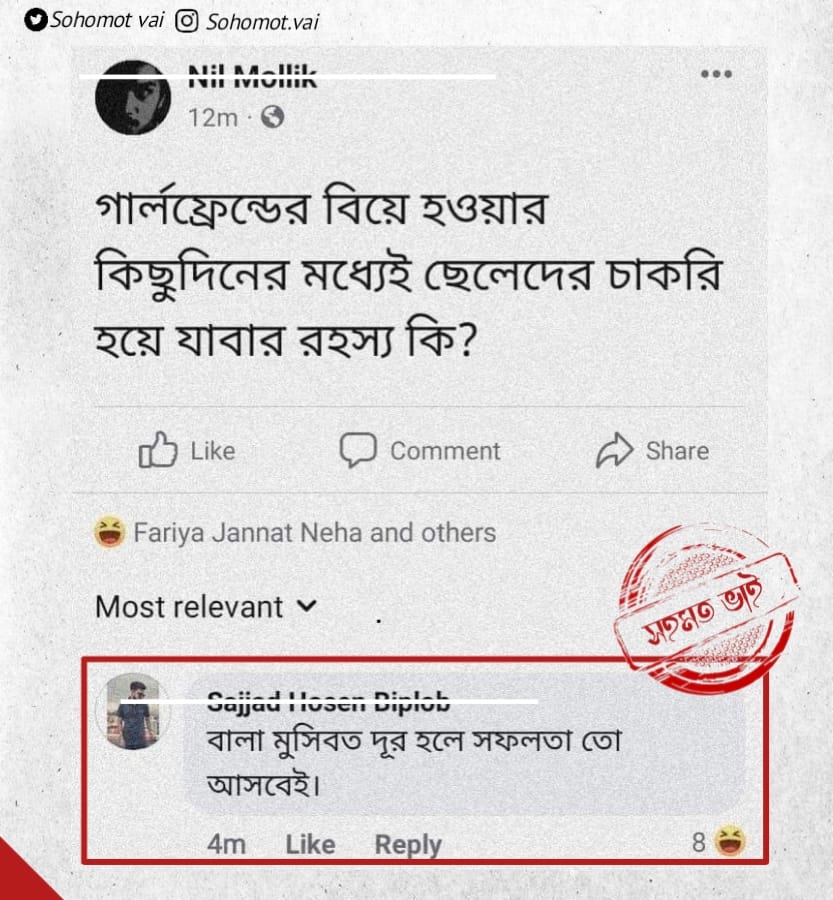 Sohomot vai Sohomot.vai
Nil Mollik
12m ·
গার্লফ্রেন্ডের বিয়ে হওয়ার
কিছুদিনের মধ্যেই ছেলেদের চাকরি
হয়ে যাবার রহস্য কি?
Like Comment Share
Fariya Jannat Neha and others
Most relevant
সহমত ভাই
Sajjad Hosen Biplob
বালা মুসিবত দূর হলে সফলতা তো
আসবেই।
4m Like Reply 8